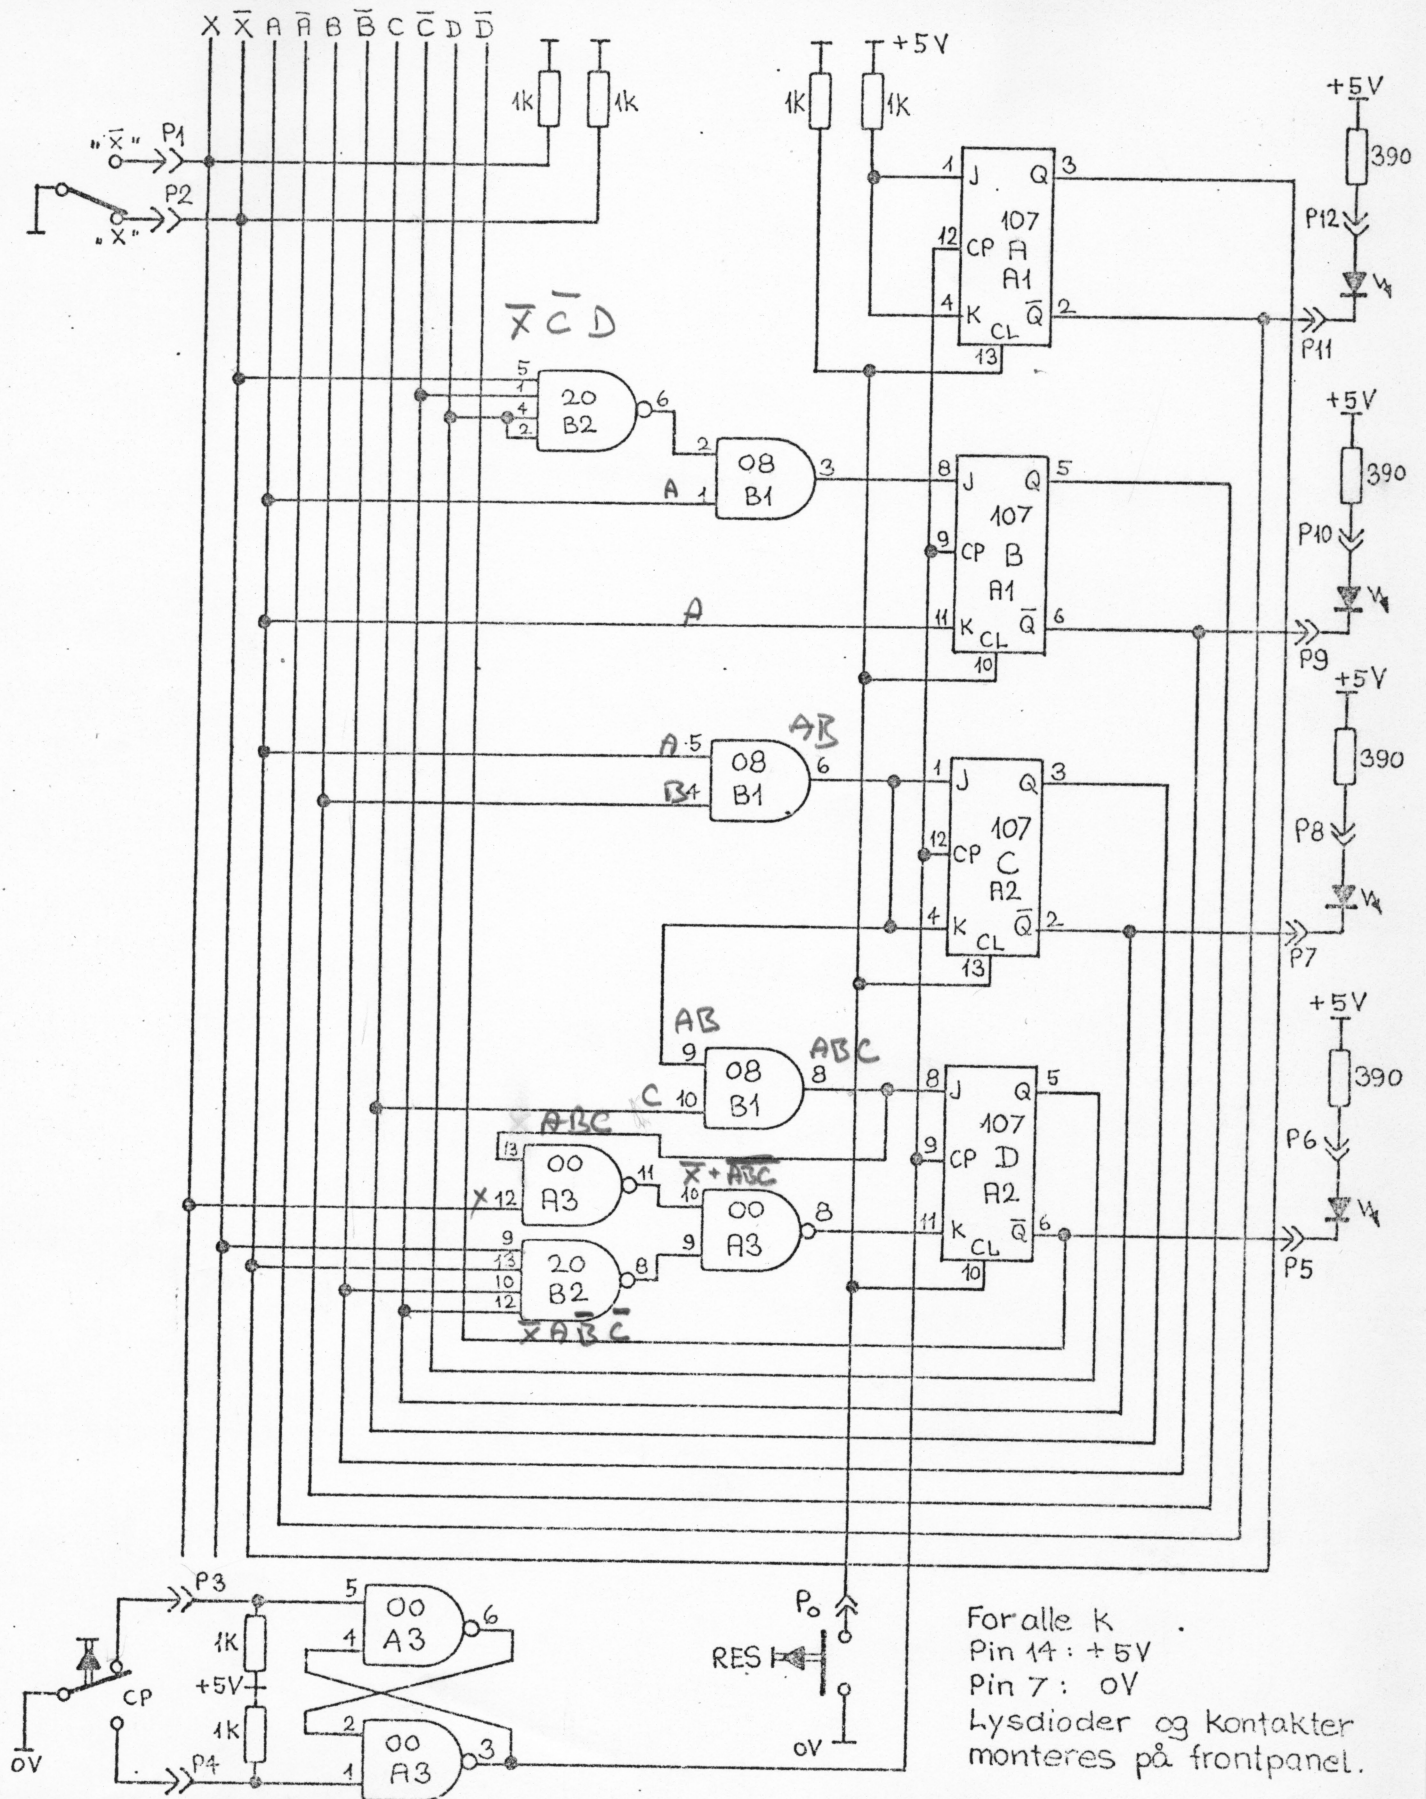 X X̅ A A̅ B B̅ C C̅ D D̅
+5V
1k 1k 1K 1K
+5V
390
P12
P11
„X̅" P1
P2
„X"
1 J Q 3
107
12 CP A
A1
4 K Q̅ 2
CL
13
X̅ C̅ D
5
1
4
2
20
B2
6
2
A 1
08
B1
3
+5V
390
P10
P9
8 J Q 5
107
9 CP B
A1
11 K Q̅ 6
CL
10
A
A 5
B 4
08
B1
AB
6
+5V
390
P8
P7
1 J Q 3
107
12 CP C
A2
4 K Q̅ 2
CL
13
AB
9
C 10
08
B1
ABC
8
+5V
390
P6
P5
8 J Q 5
107
9 CP D
A2
11 K Q̅ 6
CL
10
ABC
13
X 12
00
A3
11
X̅ + A̅B̅C̅
10
9
00
A3
8
9
13
10
12
20
B2
8
X̅ A B̅ C̅
P3
5
4
00
A3
6
1K
+5V
1K
CP
0V
P4
2
1
00
A3
3
P0
RES
0V
For alle K
Pin 14 : +5V
Pin 7 : 0V
Lysdioder og Kontakter
monteres på frontpanel.